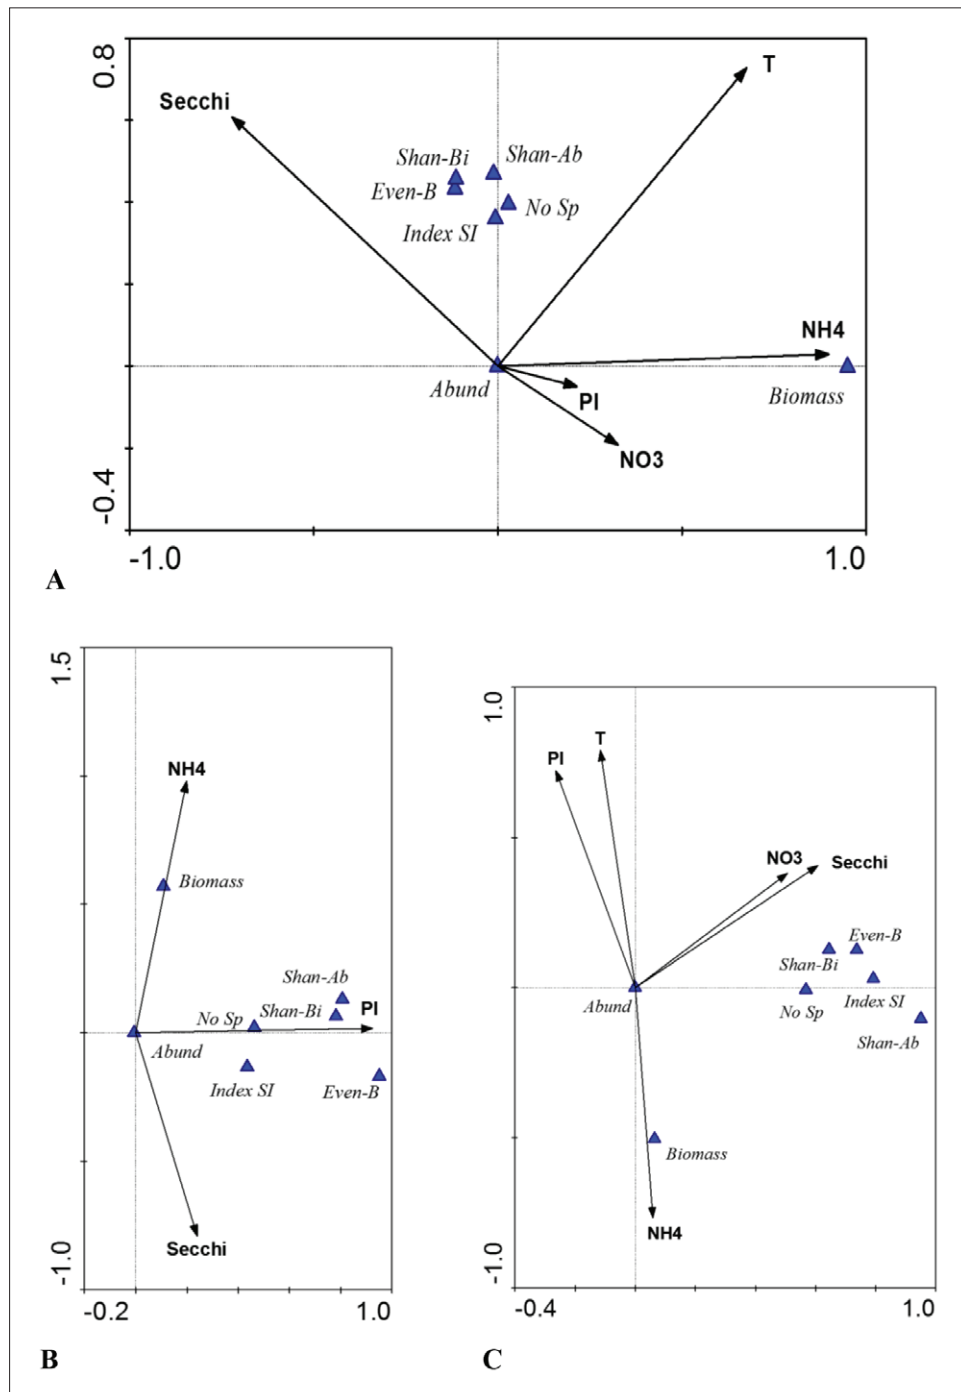 0.8
T
Secchi
Shan-Bi
Shan-Ab
Even-B
No Sp
Index SI
NH4
Abund
PI
Biomass
NO3
-0.4
-1.0
1.0
A
1.5
NH4
Biomass
Shan-Ab
No Sp
Shan-Bi
PI
Abund
Index SI
Even-B
Secchi
-1.0
-0.2
1.0
B
1.0
T
PI
NO3
Secchi
Even-B
Shan-Bi
Abund
No Sp
Index SI
Shan-Ab
Biomass
NH4
-1.0
-0.4
1.0
C